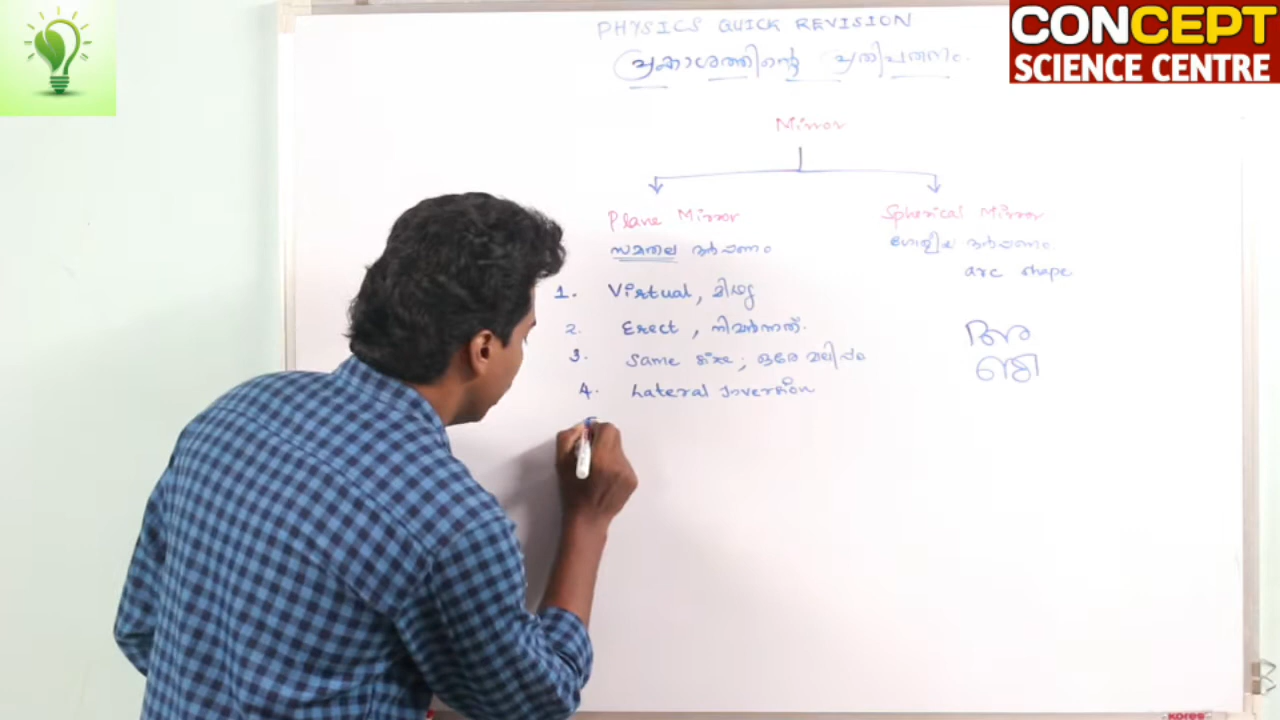 PHYSICS QUICK REVISION
പ്രകാശത്തിന്റെ പ്രതിപതനം.
CONCEPT
SCIENCE CENTRE
Mirror
Plane Mirror
Spherical Mirror
സമതല ദർപ്പണം
ഗോളീയ ദർപ്പണം
arc shape
1. Virtual, മിഥ്യ
2. Erect, നിവർന്നത്.
3. Same size; ഒരേ വലിപ്പം
4. Lateral Inversion
kores